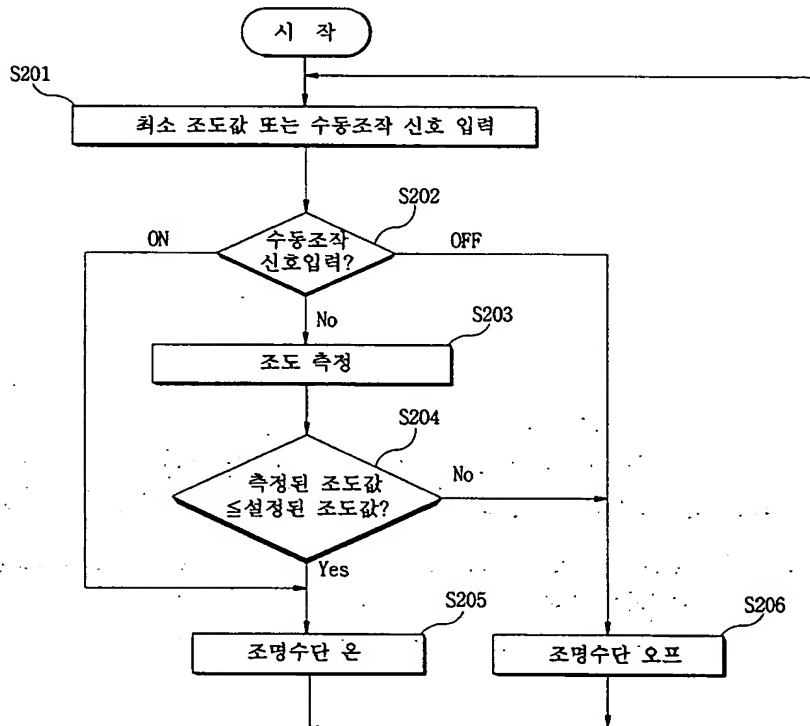 시 작
S201
최소 조도값 또는 수동조작 신호 입력
S202
ON
수동조작
신호입력?
OFF
No
S203
조도 측정
S204
측정된 조도값
≦설정된 조도값?
No
Yes
S205
조명수단 온
S206
조명수단 오프